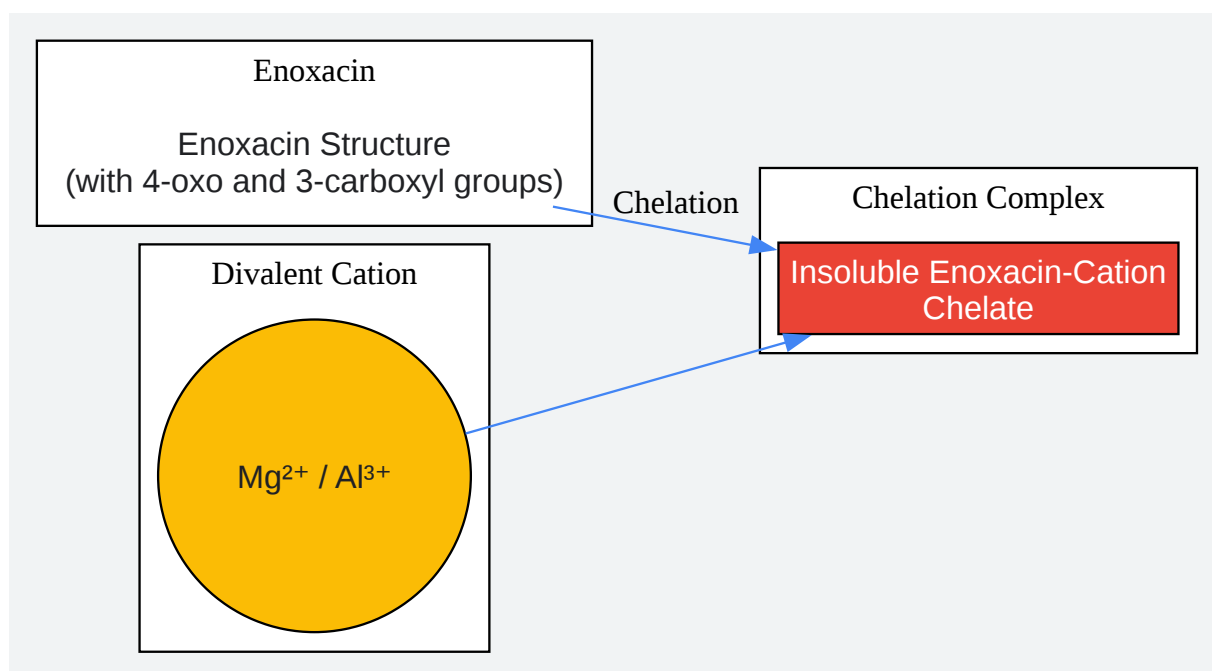 Enoxacin
Enoxacin Structure
(with 4-oxo and 3-carboxyl groups)
Chelation
Chelation Complex
Insoluble Enoxacin-Cation
Chelate
Divalent Cation
Mg²⁺ / Al³⁺